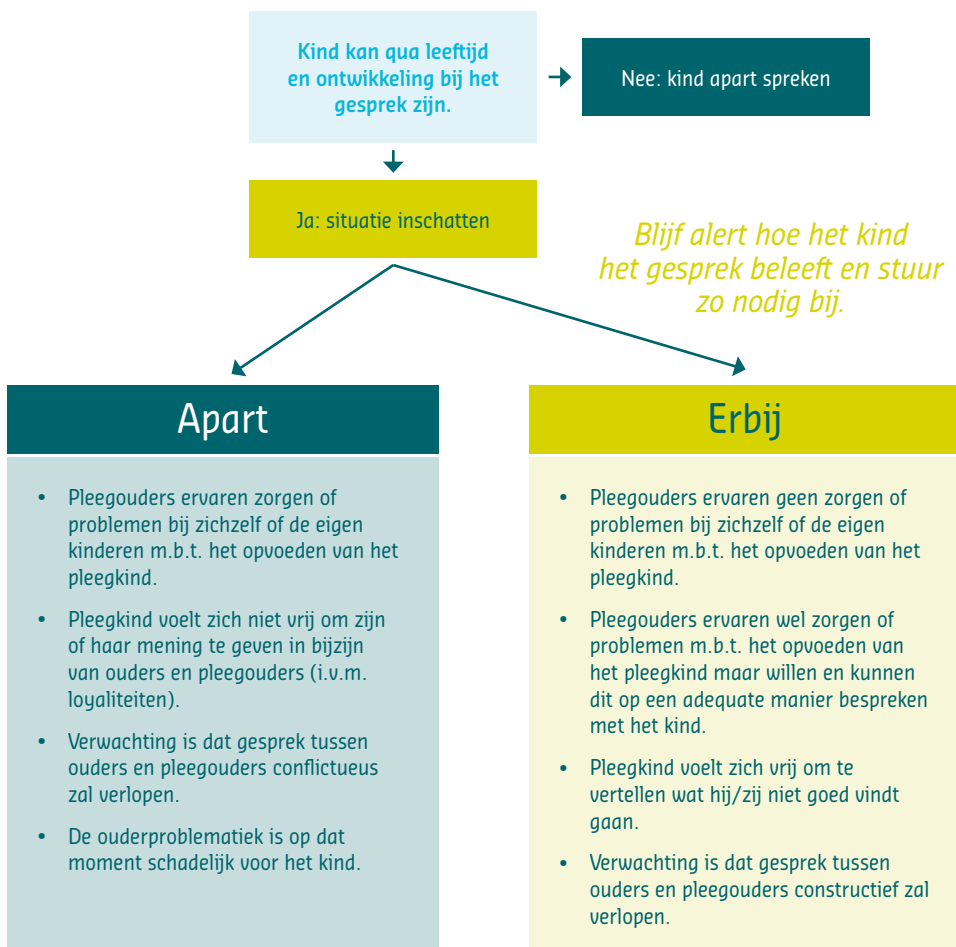 Kind kan qua leeftijd
en ontwikkeling bij het
gesprek zijn.
Nee: kind apart spreken
Ja: situatie inschatten
Blijf alert hoe het kind
het gesprek beleeft en stuur
zo nodig bij.
Apart
• Pleegouders ervaren zorgen of
problemen bij zichzelf of de eigen
kinderen m.b.t. het opvoeden van het
pleegkind.
• Pleegkind voelt zich niet vrij om zijn
of haar mening te geven in bijzijn
van ouders en pleegouders (i.v.m.
loyaliteiten).
• Verwachting is dat gesprek tussen
ouders en pleegouders conflictueus
zal verlopen.
• De ouderproblematiek is op dat
moment schadelijk voor het kind.
Erbij
• Pleegouders ervaren geen zorgen of
problemen bij zichzelf of de eigen
kinderen m.b.t. het opvoeden van het
pleegkind.
• Pleegouders ervaren wel zorgen of
problemen m.b.t. het opvoeden van
het pleegkind maar willen en kunnen
dit op een adequate manier bespreken
met het kind.
• Pleegkind voelt zich vrij om te
vertellen wat hij/zij niet goed vindt
gaan.
• Verwachting is dat gesprek tussen
ouders en pleegouders constructief zal
verlopen.